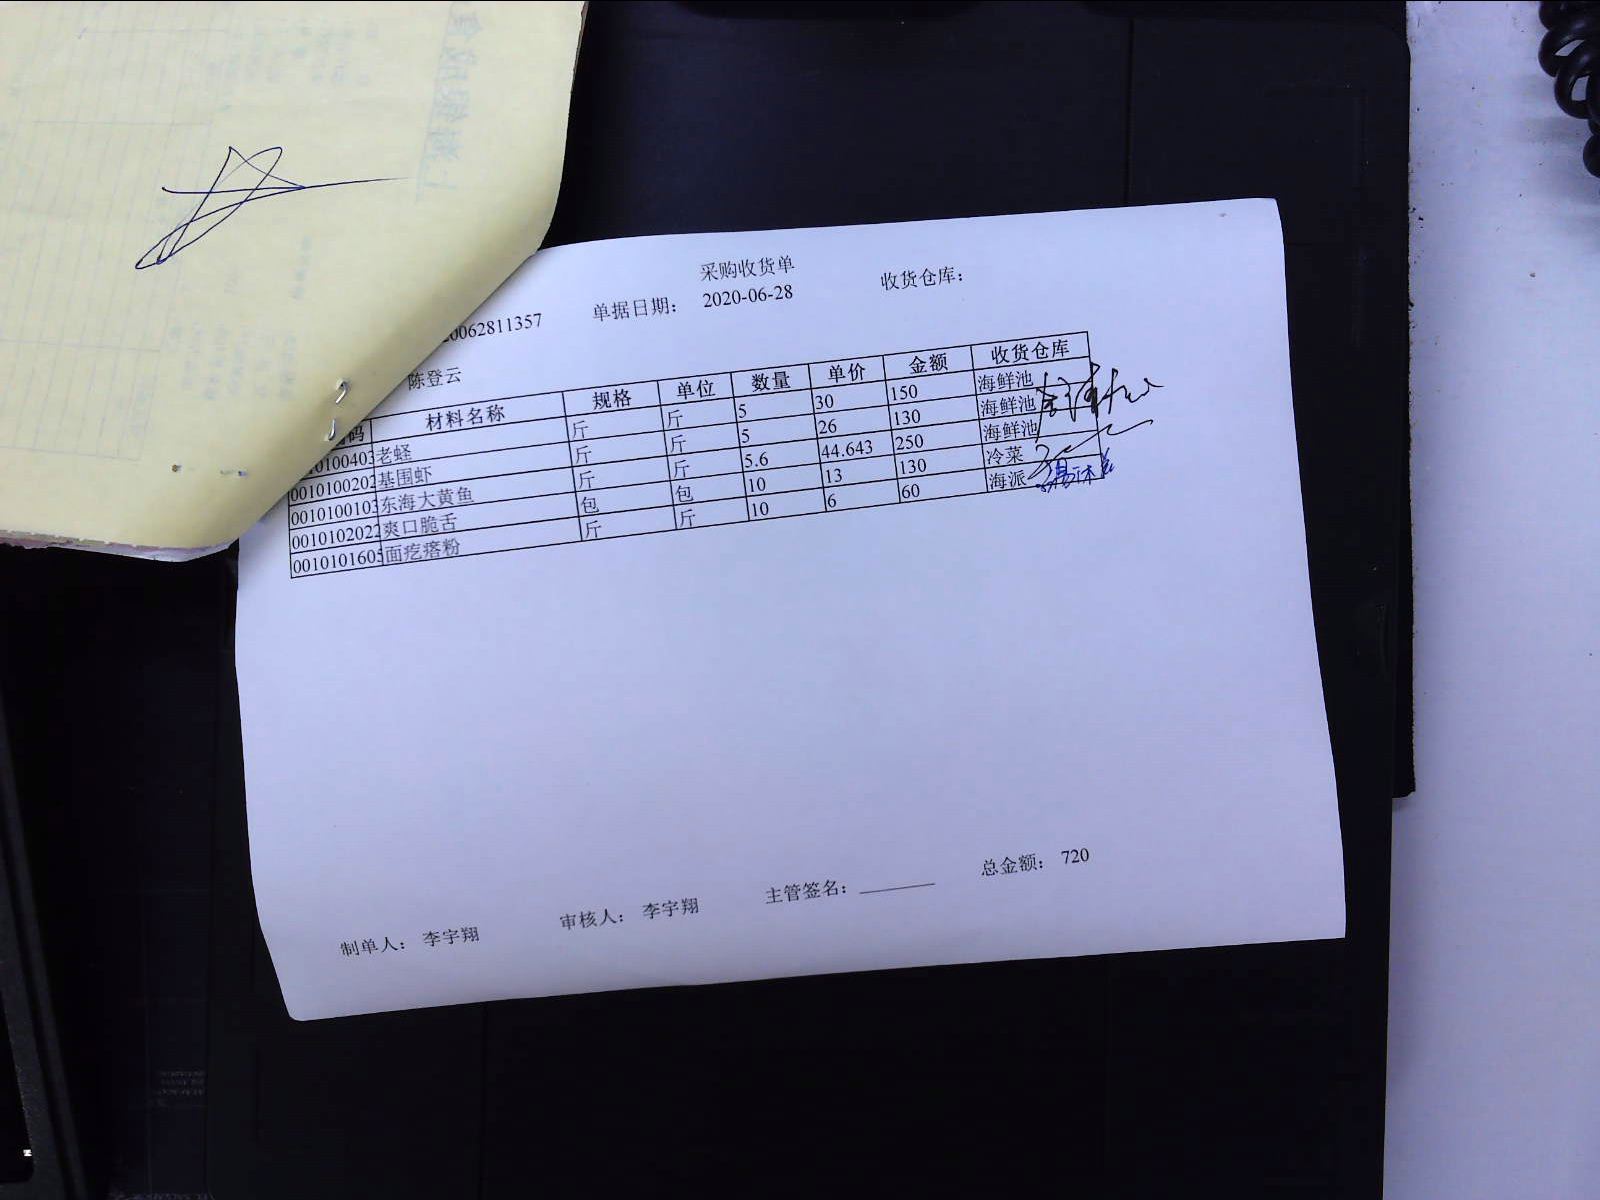 采购收货单
20062811357 单据日期： 2020-06-28 收货仓库：
陈登云
码 材料名称 规格 单位 数量 单价 金额 收货仓库
0100403 老蛏 斤 斤 5 30 150 海鲜池
0010100202 基围虾 斤 斤 5 26 130 海鲜池
0010100103 东海大黄鱼 斤 斤 5.6 44.643 250 海鲜池
0010102022 爽口脆舌 包 包 10 13 130 冷菜
0010101605 面疙瘩粉 斤 斤 10 6 60 海派
制单人： 李宇翔 审核人： 李宇翔 主管签名： 总金额： 720